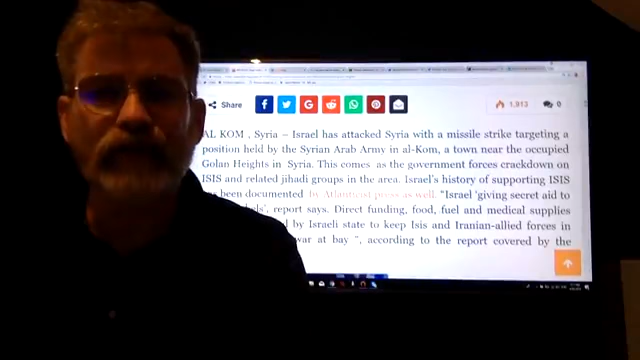 Share
1,913 0
AL KOM , Syria – Israel has attacked Syria with a missile strike targeting a
position held by the Syrian Arab Army in al-Kom, a town near the occupied
Golan Heights in Syria. This comes as the government forces crackdown on
ISIS and related jihadi groups in the area. Israel's history of supporting ISIS
been documented by Atlanticist press as well. "Israel 'giving secret aid to
report says. Direct funding, food, fuel and medical supplies
by Israeli state to keep Isis and Iranian-allied forces in
war at bay ", according to the report covered by the